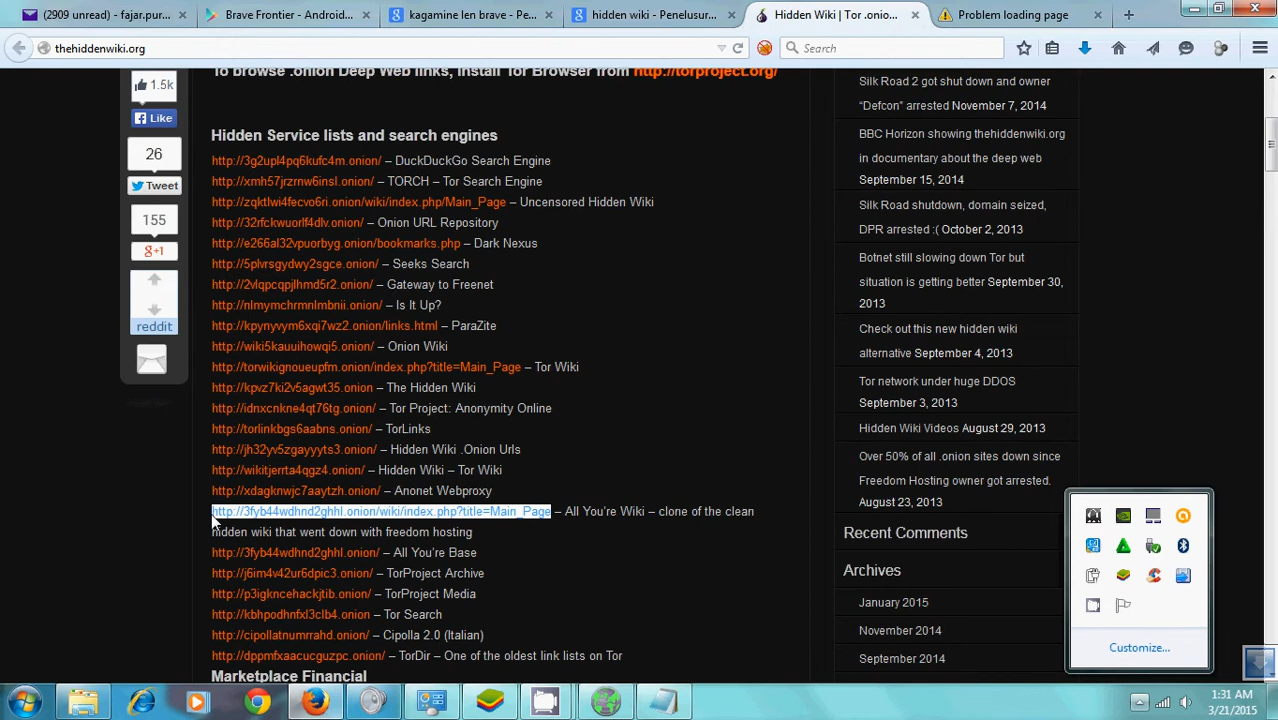 (2909 unread) - fajar.pur...
Brave Frontier - Android...
kagamine len brave - Pe...
hidden wiki - Penelusur...
Hidden Wiki | Tor .onio...
Problem loading page
thehiddenwiki.org
Search
To browse .onion Deep Web links, install Tor Browser from http://torproject.org/
1.5k
Like
26
Tweet
155
g+1
reddit
Hidden Service lists and search engines
http://3g2upl4pq6kufc4m.onion/ – DuckDuckGo Search Engine
http://xmh57jrzrnw6insl.onion/ – TORCH – Tor Search Engine
http://zqktlwi4fecvo6ri.onion/wiki/index.php/Main_Page – Uncensored Hidden Wiki
http://32rfckwuorlf4dlv.onion/ – Onion URL Repository
http://e266al32vpuorbyg.onion/bookmarks.php – Dark Nexus
http://5plvrsgydwy2sgce.onion/ – Seeks Search
http://2vlqpcqpjlhmd5r2.onion/ – Gateway to Freenet
http://nlmymchrmnlmbnii.onion/ – Is It Up?
http://kpynyvym6xqi7wz2.onion/links.html – ParaZite
http://wiki5kauuihowqi5.onion/ – Onion Wiki
http://torwikignoueupfm.onion/index.php?title=Main_Page – Tor Wiki
http://kpvz7ki2v5agwt35.onion – The Hidden Wiki
http://idnxcnkne4qt76tg.onion/ – Tor Project: Anonymity Online
http://torlinkbgs6aabns.onion/ – TorLinks
http://jh32yv5zgayyyts3.onion/ – Hidden Wiki .Onion Urls
http://wikitjerrta4qgz4.onion/ – Hidden Wiki – Tor Wiki
http://xdagknwjc7aaytzh.onion/ – Anonet Webproxy
http://3fyb44wdhnd2ghhl.onion/wiki/index.php?title=Main_Page – All You're Wiki – clone of the clean
hidden wiki that went down with freedom hosting
http://3fyb44wdhnd2ghhl.onion/ – All You're Base
http://j6im4v42ur6dpic3.onion/ – TorProject Archive
http://p3igkncehackjtib.onion/ – TorProject Media
http://kbhpodhnfxl3clb4.onion – Tor Search
http://cipollatnumrrahd.onion/ – Cipolla 2.0 (Italian)
http://dppmfxaacucguzpc.onion/ – TorDir – One of the oldest link lists on Tor
Marketplace Financial
Silk Road 2 got shut down and owner
“Defcon” arrested November 7, 2014
BBC Horizon showing thehiddenwiki.org
in documentary about the deep web
September 15, 2014
Silk Road shutdown, domain seized,
DPR arrested :( October 2, 2013
Botnet still slowing down Tor but
situation is getting better September 30,
2013
Check out this new hidden wiki
alternative September 4, 2013
Tor network under huge DDOS
September 3, 2013
Hidden Wiki Videos August 29, 2013
Over 50% of all .onion sites down since
Freedom Hosting owner got arrested.
August 23, 2013
Recent Comments
Archives
January 2015
November 2014
September 2014
Customize...
1:31 AM
3/21/2015